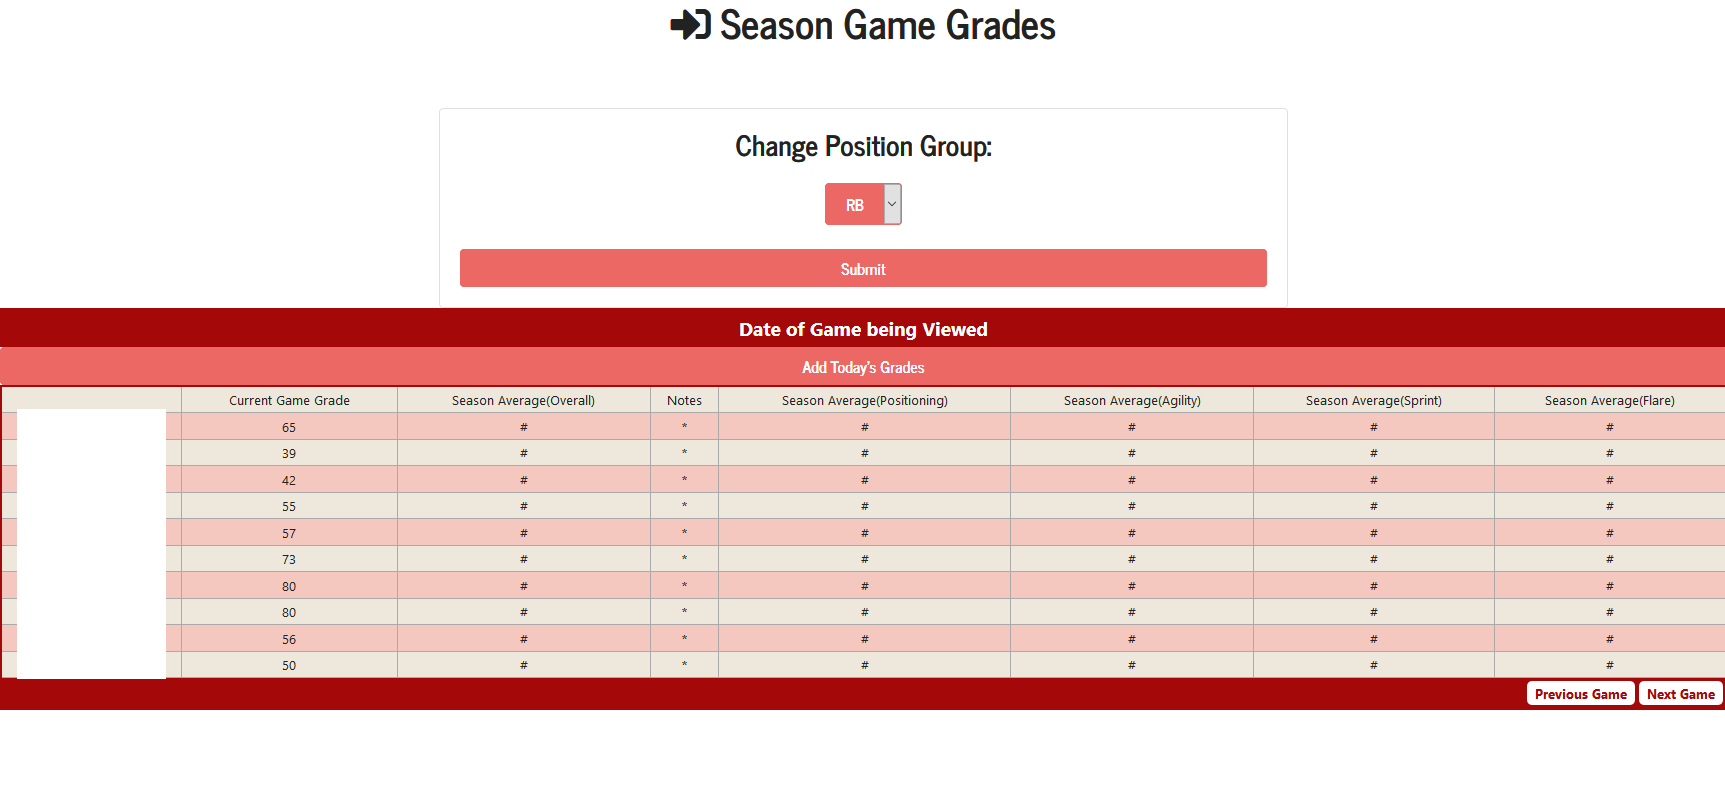 Season Game Grades
Change Position Group:
RB
Submit
Date of Game being Viewed
Add Today's Grades
Current Game Grade Season Average(Overall) Notes Season Average(Positioning) Season Average(Agility) Season Average(Sprint) Season Average(Flare)
65 # * # # # #
39 # * # # # #
42 # * # # # #
55 # * # # # #
57 # * # # # #
73 # * # # # #
80 # * # # # #
80 # * # # # #
56 # * # # # #
50 # * # # # #
Previous Game Next Game